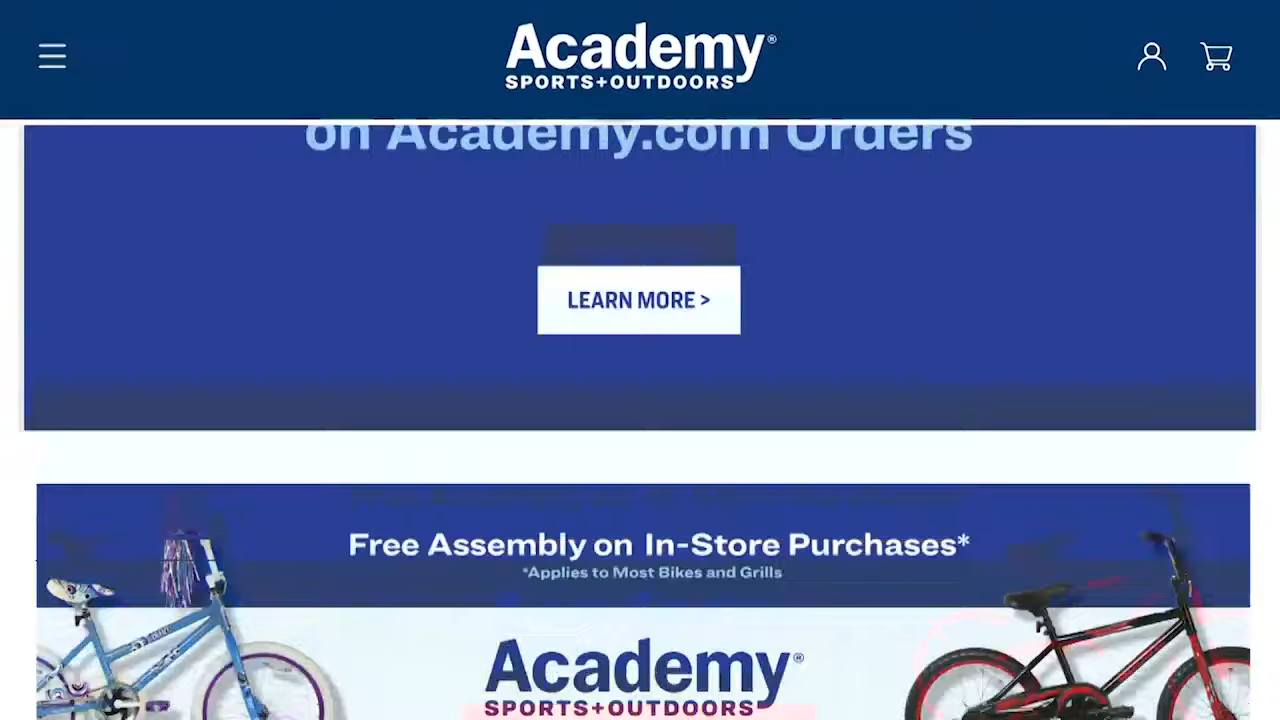 Academy®
SPORTS+OUTDOORS
on Academy.com Orders
LEARN MORE >
Free Assembly on In-Store Purchases*
*Applies to Most Bikes and Grills
Academy®
SPORTS+OUTDOORS